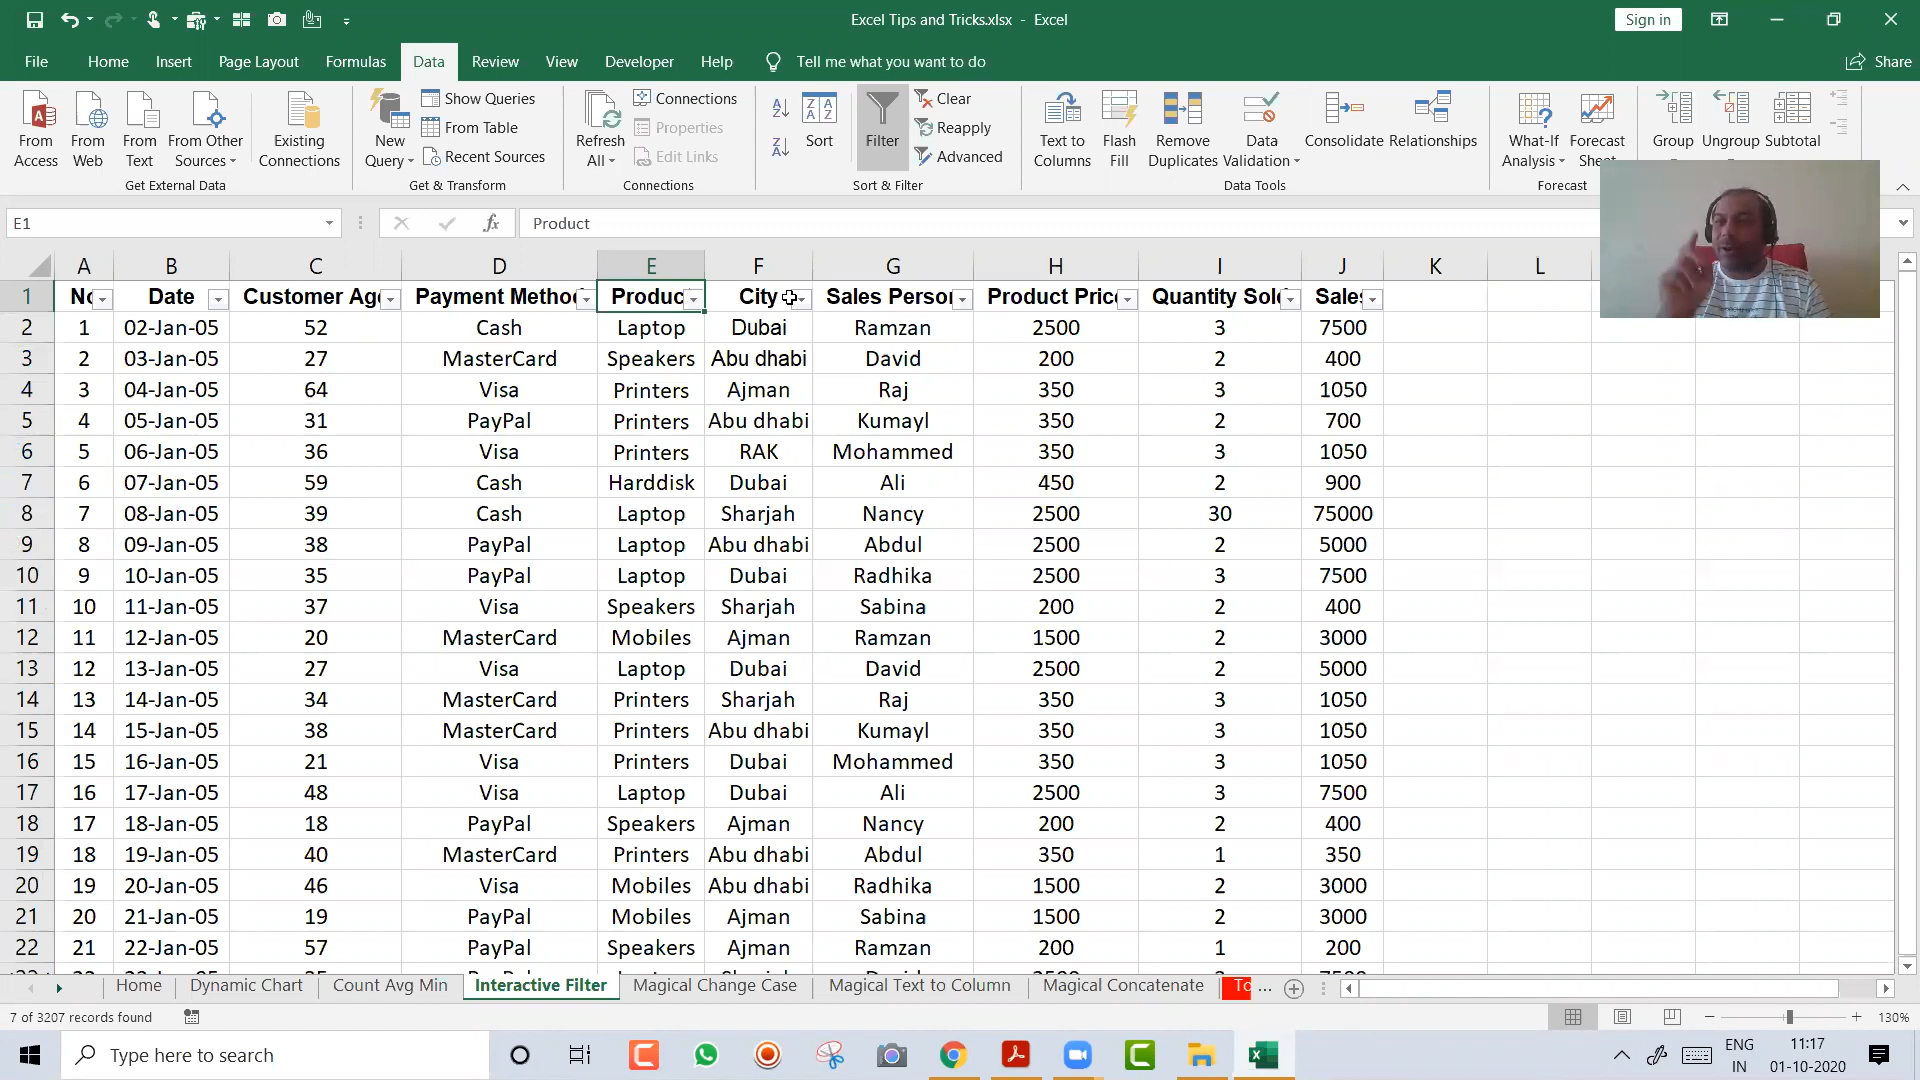 Excel Tips and Tricks.xlsx - Excel
Sign in
File Home Insert Page Layout Formulas Data Review View Developer Help Tell me what you want to do Share
From Access
From Web
From Text
From Other Sources
Existing Connections
Get External Data
New Query
Show Queries
From Table
Recent Sources
Get & Transform
Refresh All
Connections
Properties
Edit Links
Connections
Sort
Filter
Clear
Reapply
Advanced
Sort & Filter
Text to Columns
Flash Fill
Remove Duplicates
Data Validation
Consolidate
Relationships
Data Tools
What-If Analysis
Forecast Sheet
Forecast
Group
Ungroup
Subtotal
E1 fx Product
A B C D E F G H I J K L
1 No Date Customer Age Payment Method Product City Sales Person Product Price Quantity Sold Sales
2 1 02-Jan-05 52 Cash Laptop Dubai Ramzan 2500 3 7500
3 2 03-Jan-05 27 MasterCard Speakers Abu dhabi David 200 2 400
4 3 04-Jan-05 64 Visa Printers Ajman Raj 350 3 1050
5 4 05-Jan-05 31 PayPal Printers Abu dhabi Kumayl 350 2 700
6 5 06-Jan-05 36 Visa Printers RAK Mohammed 350 3 1050
7 6 07-Jan-05 59 Cash Harddisk Dubai Ali 450 2 900
8 7 08-Jan-05 39 Cash Laptop Sharjah Nancy 2500 30 75000
9 8 09-Jan-05 38 PayPal Laptop Abu dhabi Abdul 2500 2 5000
10 9 10-Jan-05 35 PayPal Laptop Dubai Radhika 2500 3 7500
11 10 11-Jan-05 37 Visa Speakers Sharjah Sabina 200 2 400
12 11 12-Jan-05 20 MasterCard Mobiles Ajman Ramzan 1500 2 3000
13 12 13-Jan-05 27 Visa Laptop Dubai David 2500 2 5000
14 13 14-Jan-05 34 MasterCard Printers Sharjah Raj 350 3 1050
15 14 15-Jan-05 38 MasterCard Printers Abu dhabi Kumayl 350 3 1050
16 15 16-Jan-05 21 Visa Printers Dubai Mohammed 350 3 1050
17 16 17-Jan-05 48 Visa Laptop Dubai Ali 2500 3 7500
18 17 18-Jan-05 18 PayPal Speakers Ajman Nancy 200 2 400
19 18 19-Jan-05 40 MasterCard Printers Abu dhabi Abdul 350 1 350
20 19 20-Jan-05 46 Visa Mobiles Abu dhabi Radhika 1500 2 3000
21 20 21-Jan-05 19 PayPal Mobiles Ajman Sabina 1500 2 3000
22 21 22-Jan-05 57 PayPal Speakers Ajman Ramzan 200 1 200
Home Dynamic Chart Count Avg Min Interactive Filter Magical Change Case Magical Text to Column Magical Concatenate To ...
7 of 3207 records found 130%
Type here to search ENG IN 11:17 01-10-2020